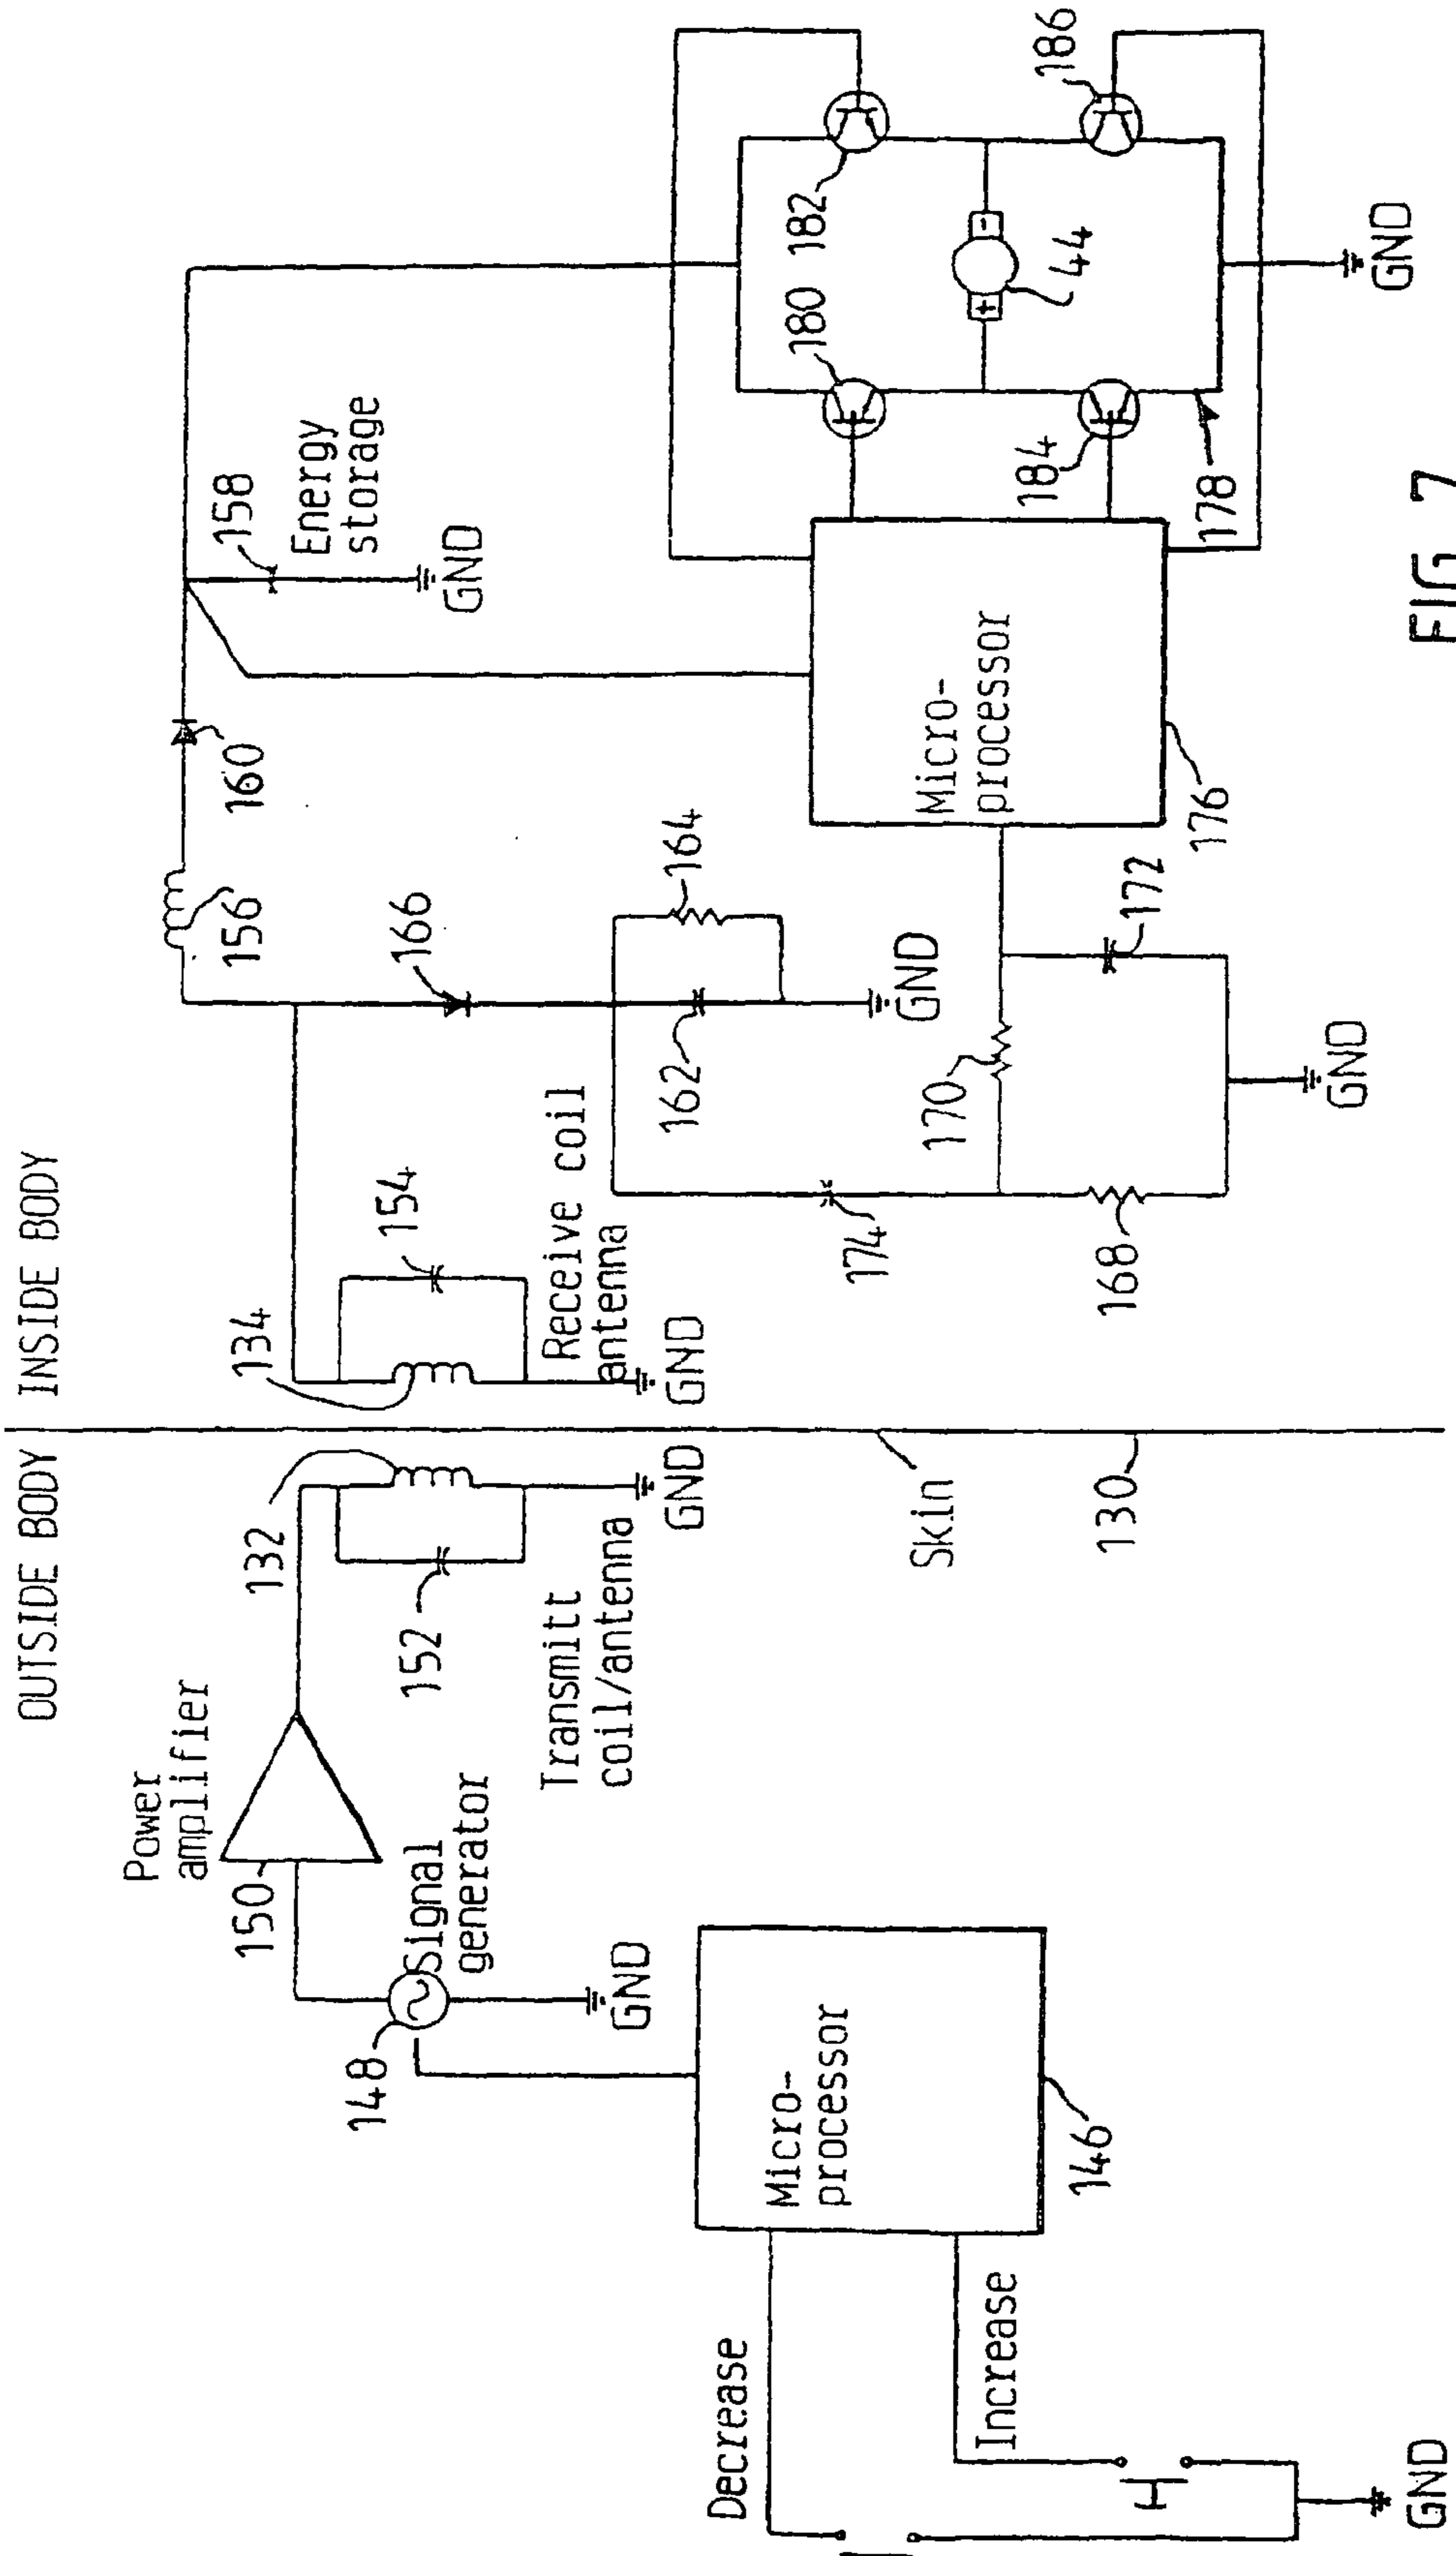 OUTSIDE BODY
INSIDE BODY
Power
amplifier
150
132
134
154
152
Transmitt
coil/antenna
Receive coil
antenna
GND
GND
Signal
generator
148
GND
Micro-
processor
146
Decrease
Increase
GND
Skin
130
156
160
158
Energy
storage
GND
166
164
162
GND
174
170
172
168
GND
Micro-
processor
176
180
182
184
186
44
+
-
178
GND
FIG 7